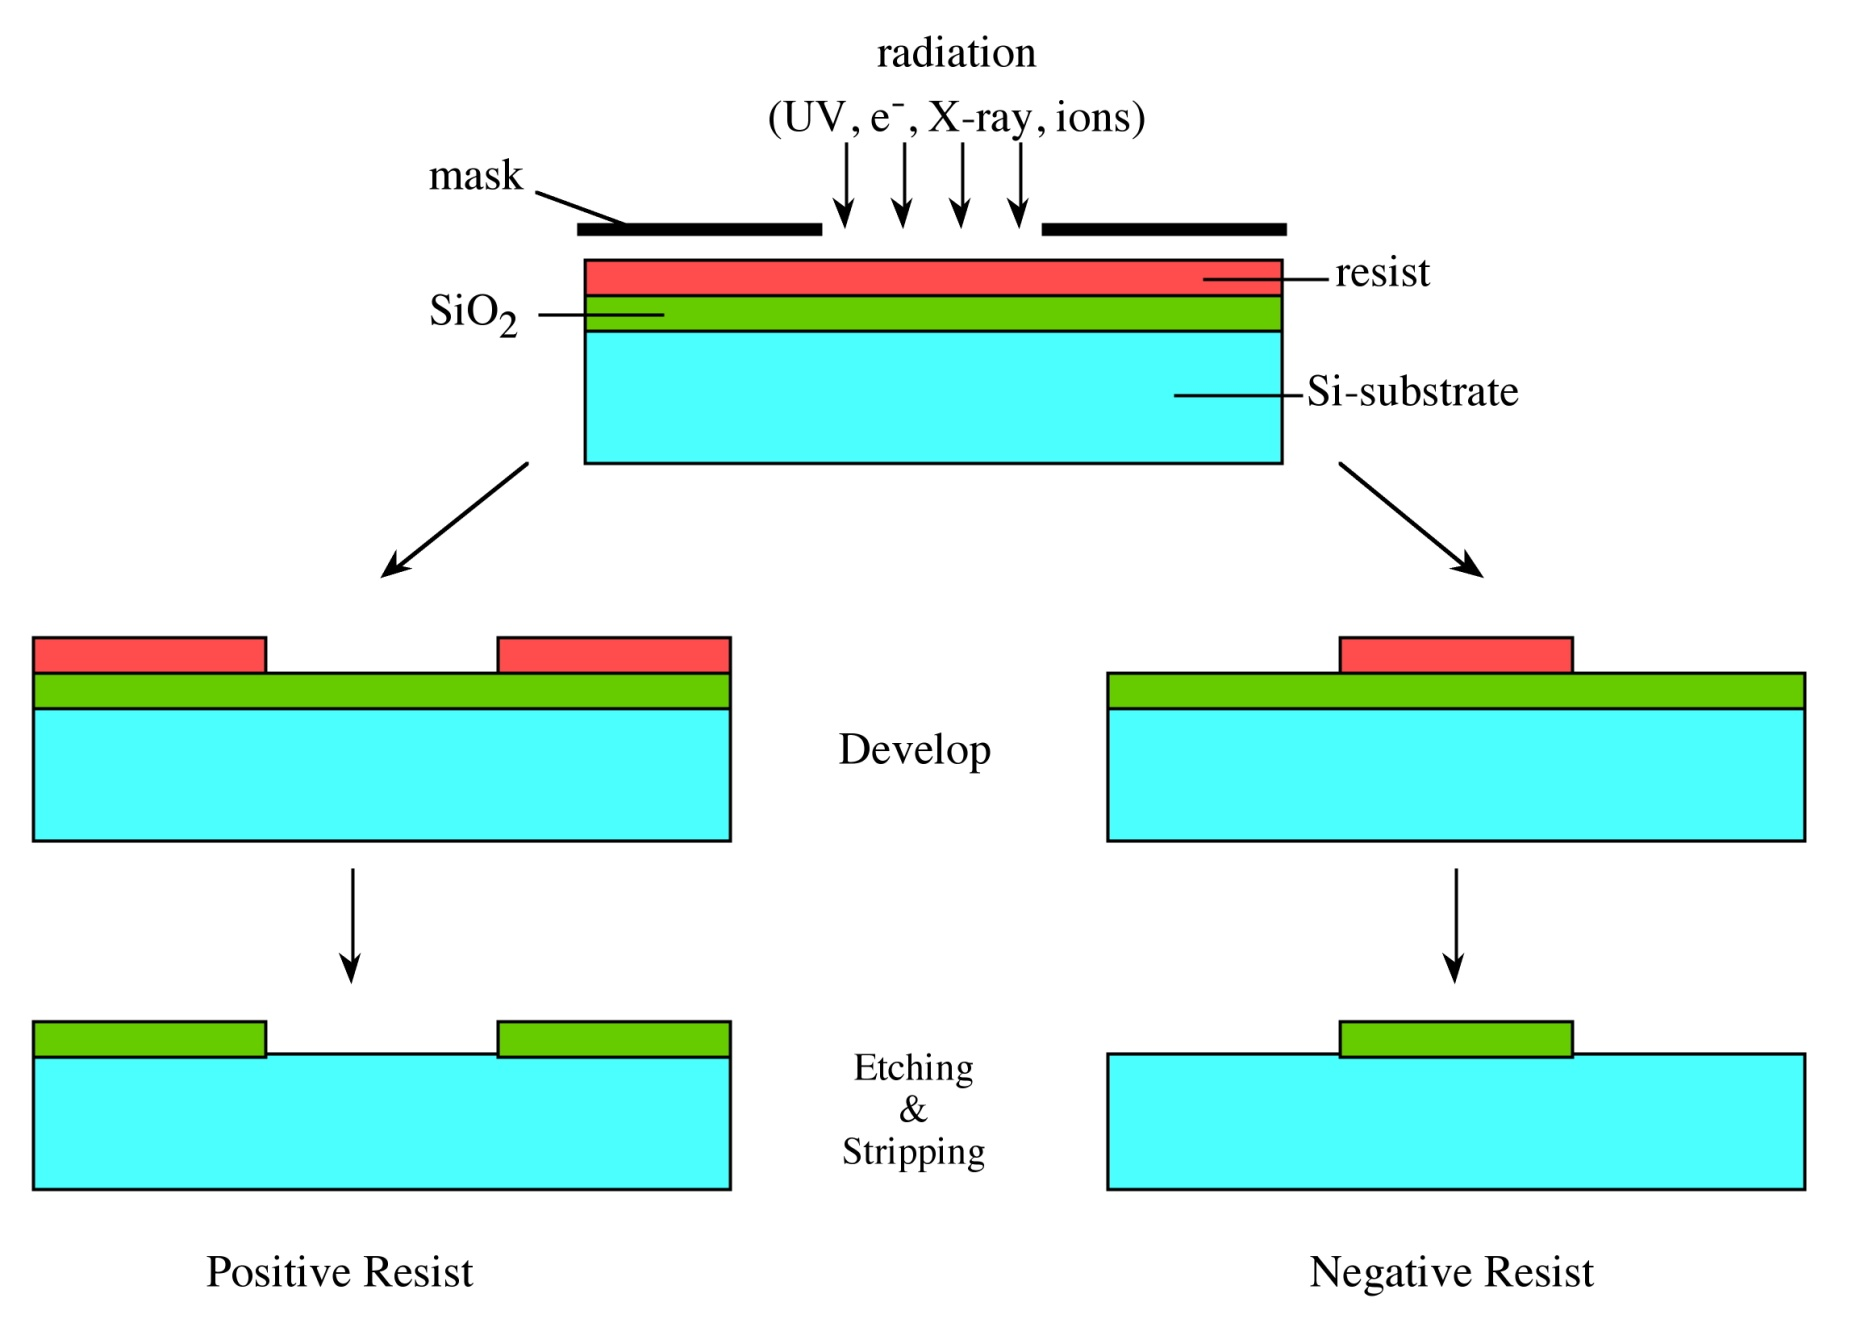 radiation
(UV, e⁻, X-ray, ions)
mask
resist
SiO₂
Si-substrate
Develop
Etching
&
Stripping
Positive Resist
Negative Resist